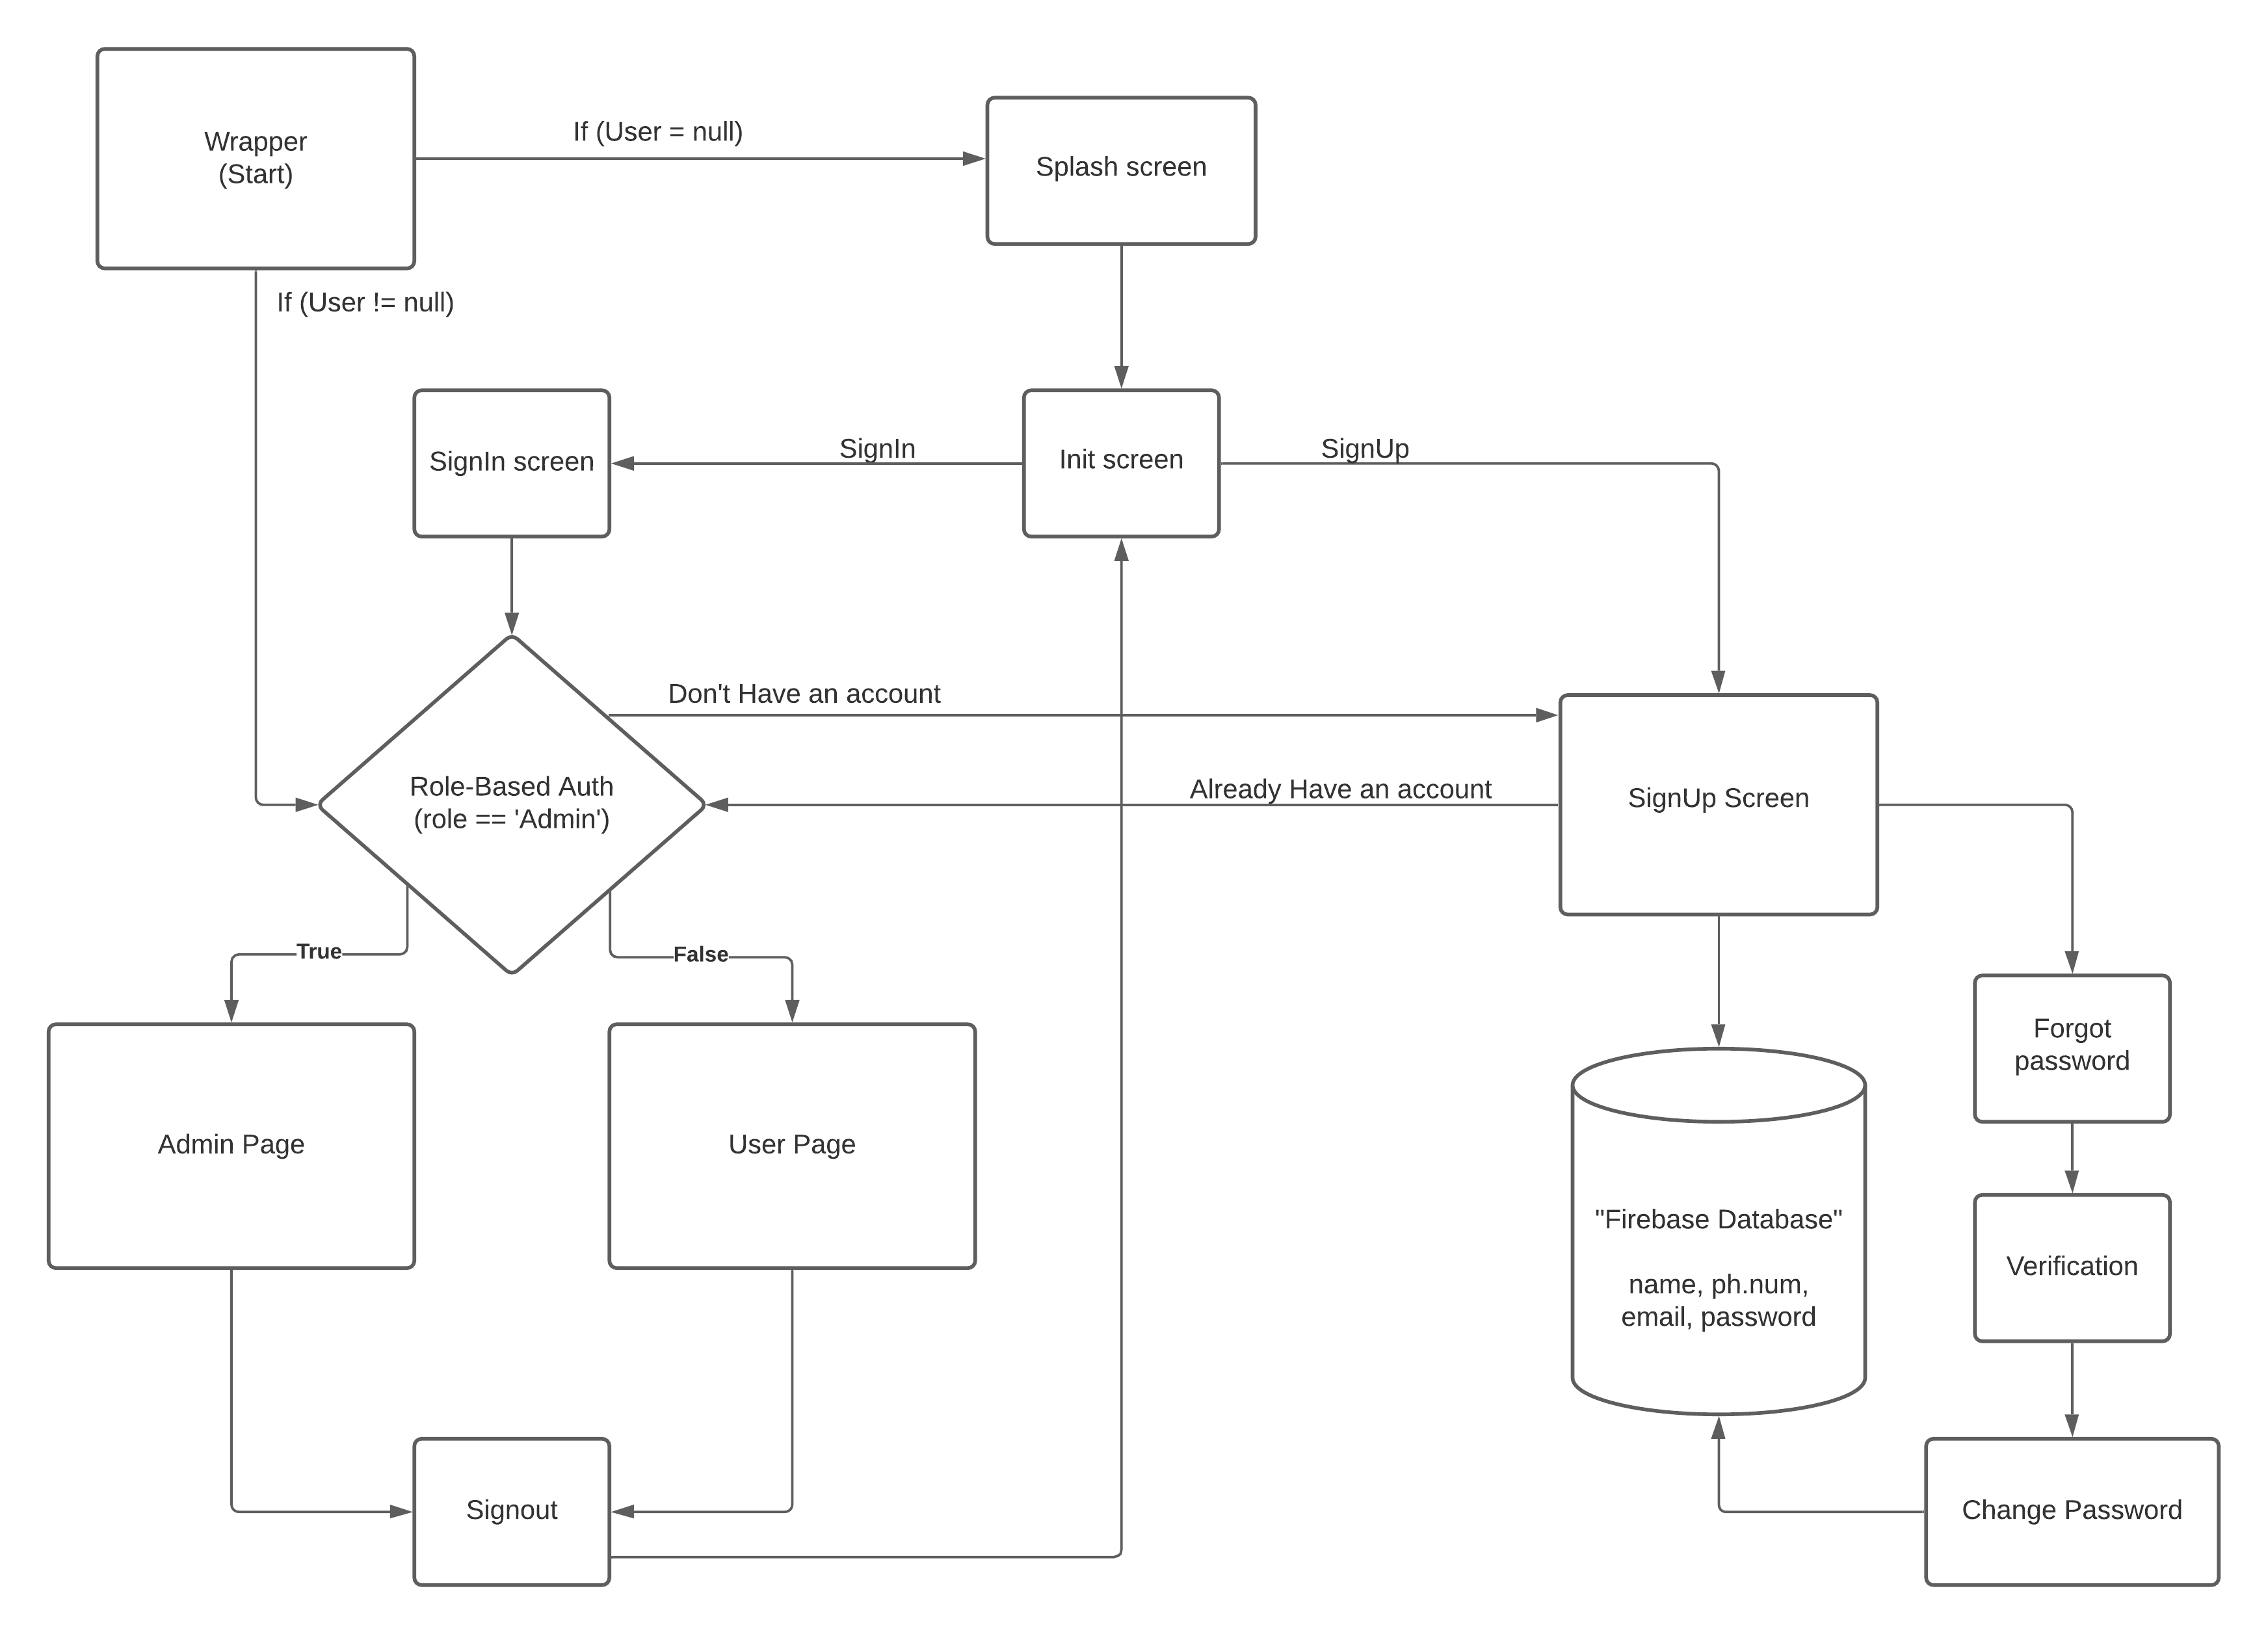 Wrapper
(Start)
If (User = null)
Splash screen
If (User != null)
SignIn screen
SignIn
Init screen
SignUp
Don't Have an account
Role-Based Auth
(role == 'Admin')
Already Have an account
SignUp Screen
True
False
Admin Page
User Page
Forgot
password
"Firebase Database"
name, ph.num,
email, password
Verification
Signout
Change Password